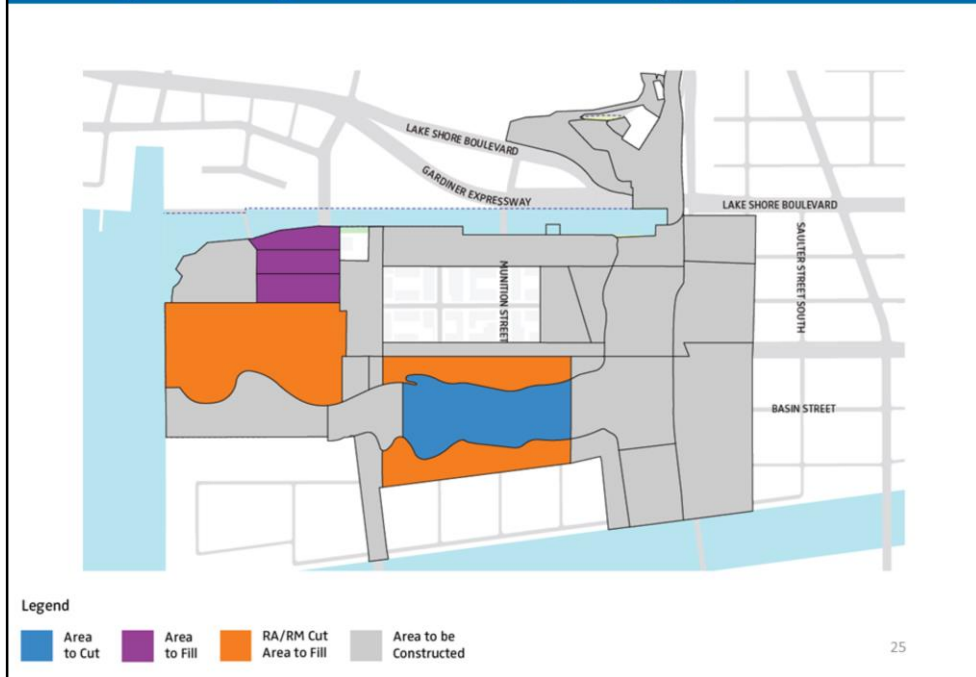 LAKE SHORE BOULEVARD
GARDINER EXPRESSWAY
LAKE SHORE BOULEVARD
MUNITION STREET
SAULTER STREET SOUTH
BASIN STREET
Legend
Area
to Cut
Area
to Fill
RA/RM Cut
Area to Fill
Area to be
Constructed
25